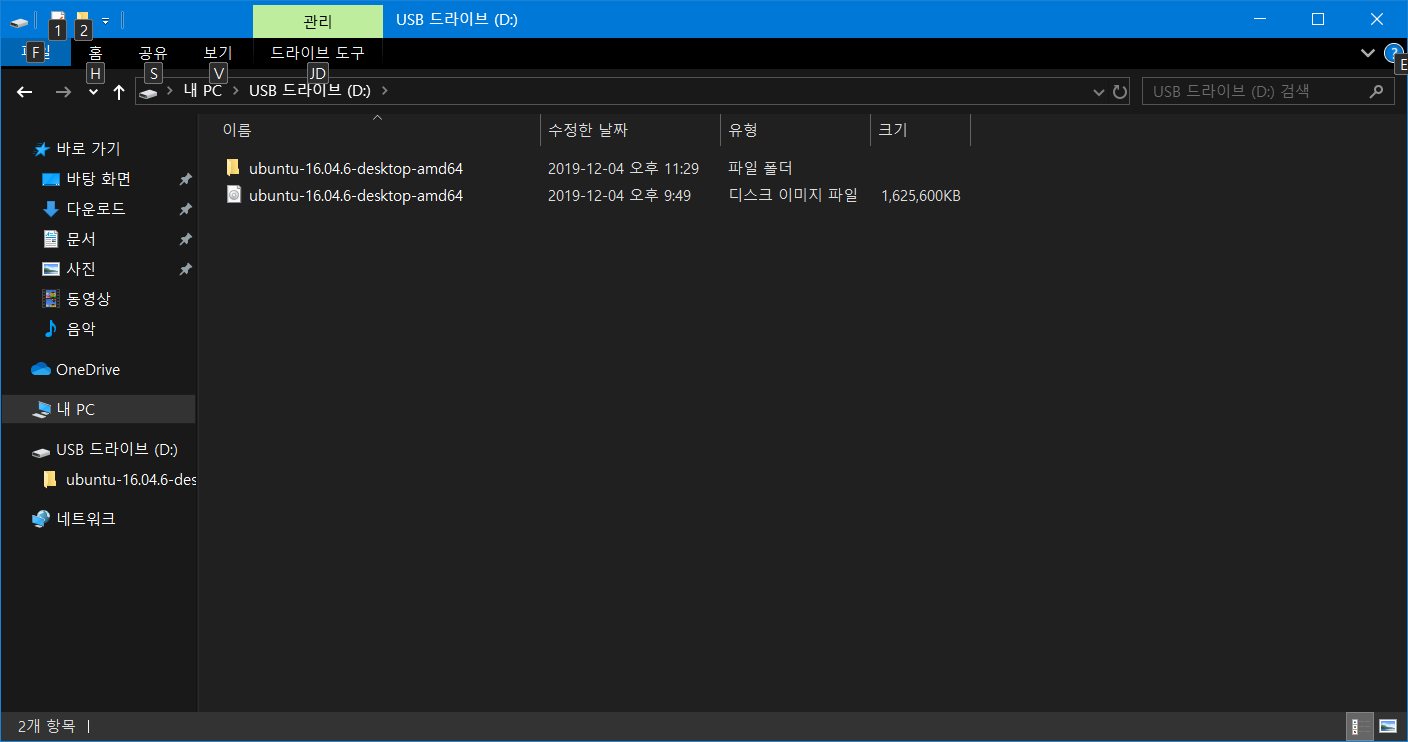 1 2 관리 USB 드라이브 (D:)
F 홈 공유 보기 드라이브 도구
H S V JD E
내 PC USB 드라이브 (D:) USB 드라이브 (D:) 검색
이름 수정한 날짜 유형 크기
바로 가기
바탕 화면
다운로드
문서
사진
동영상
음악
OneDrive
내 PC
USB 드라이브 (D:)
ubuntu-16.04.6-des
네트워크
ubuntu-16.04.6-desktop-amd64 2019-12-04 오후 11:29 파일 폴더
ubuntu-16.04.6-desktop-amd64 2019-12-04 오후 9:49 디스크 이미지 파일 1,625,600KB
2개 항목